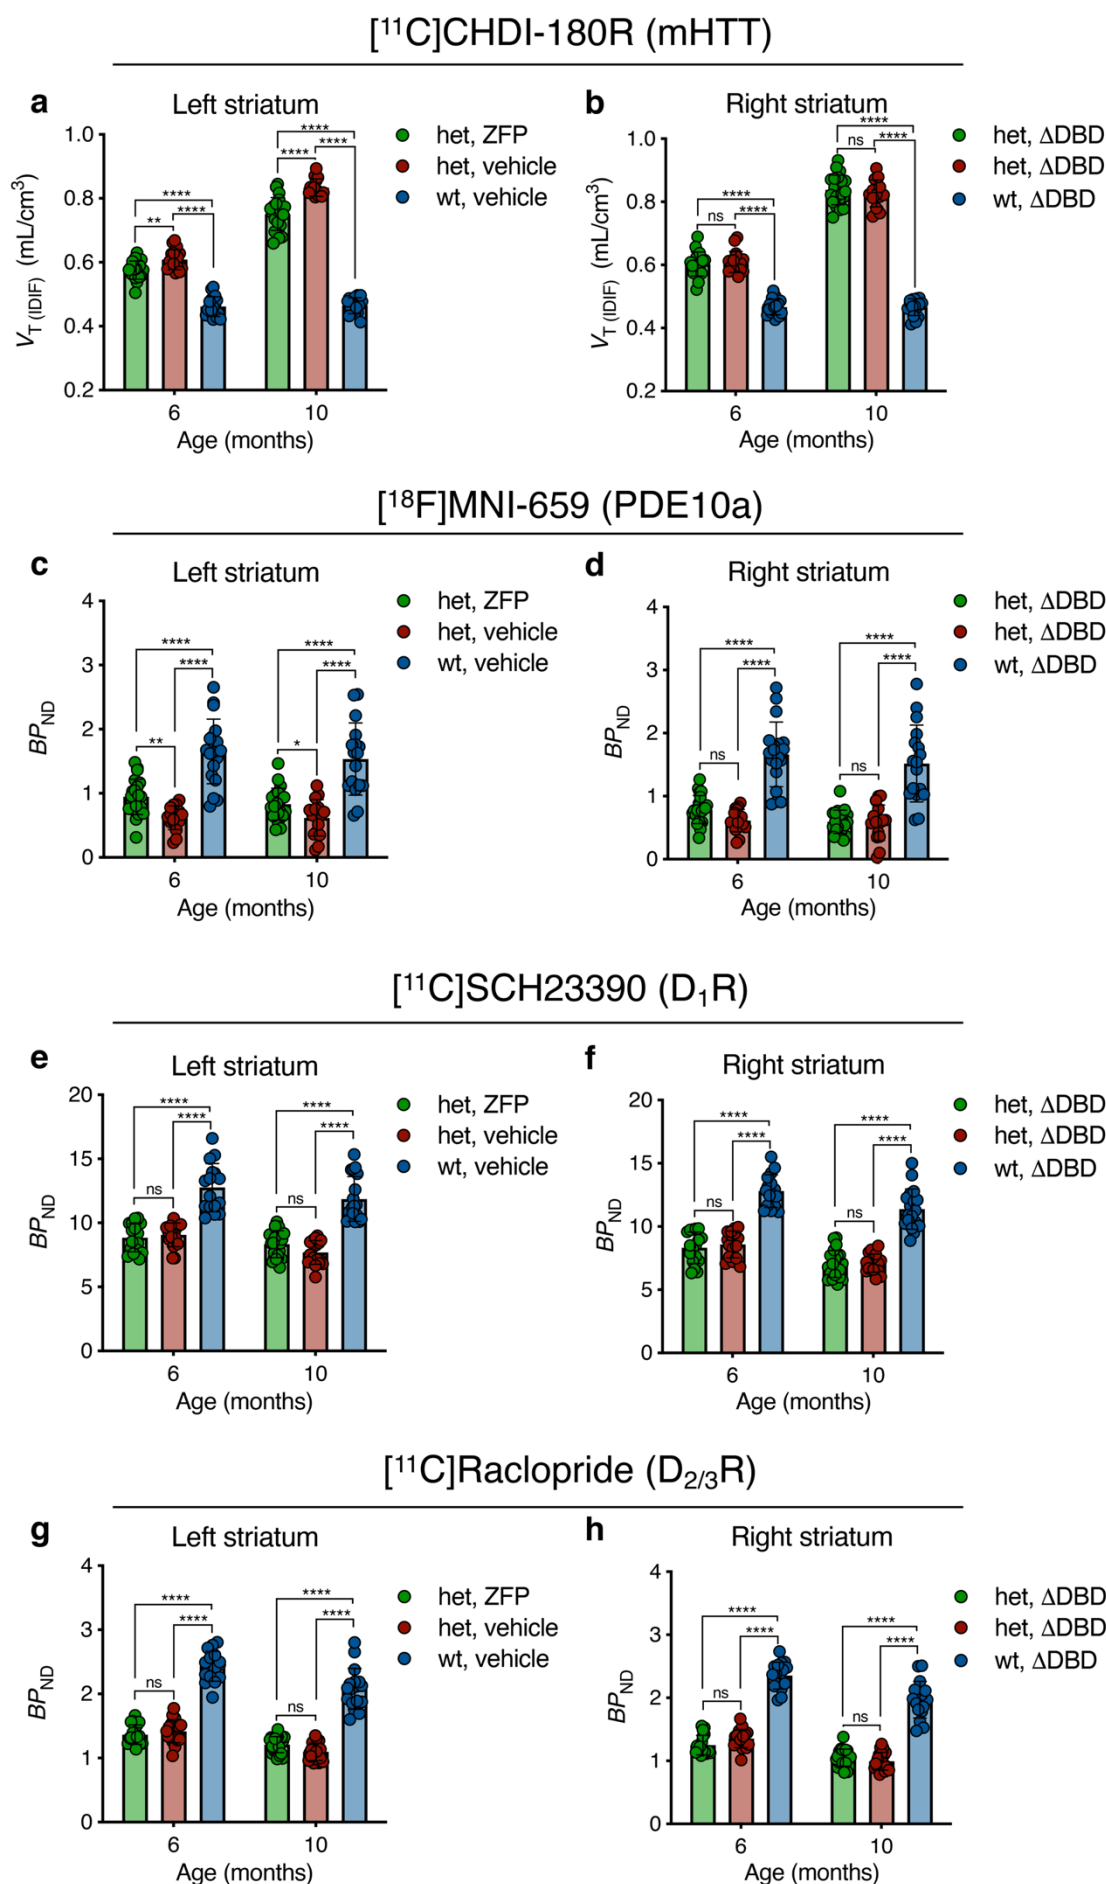 [¹¹C]CHDI-180R (mHTT)
a
Left striatum
het, ZFP
het, vehicle
wt, vehicle
V_T (IDIF) (mL/cm³)
1.0
0.8
0.6
0.4
0.2
**
****
****
****
****
****
6
10
Age (months)
b
Right striatum
het, ΔDBD
het, ΔDBD
wt, ΔDBD
V_T (IDIF) (mL/cm³)
1.0
0.8
0.6
0.4
0.2
ns
****
****
ns
****
****
6
10
Age (months)
[¹⁸F]MNI-659 (PDE10a)
c
Left striatum
het, ZFP
het, vehicle
wt, vehicle
BP_ND
4
3
2
1
0
**
****
****
*
****
****
6
10
Age (months)
d
Right striatum
het, ΔDBD
het, ΔDBD
wt, ΔDBD
BP_ND
4
3
2
1
0
ns
****
****
ns
****
****
6
10
Age (months)
[¹¹C]SCH23390 (D₁R)
e
Left striatum
het, ZFP
het, vehicle
wt, vehicle
BP_ND
20
15
10
5
0
ns
****
****
ns
****
****
6
10
Age (months)
f
Right striatum
het, ΔDBD
het, ΔDBD
wt, ΔDBD
BP_ND
20
15
10
5
0
ns
****
****
ns
****
****
6
10
Age (months)
[¹¹C]Raclopride (D₂/₃R)
g
Left striatum
het, ZFP
het, vehicle
wt, vehicle
BP_ND
4
3
2
1
0
ns
****
****
ns
****
****
6
10
Age (months)
h
Right striatum
het, ΔDBD
het, ΔDBD
wt, ΔDBD
BP_ND
4
3
2
1
0
ns
****
****
ns
****
****
6
10
Age (months)